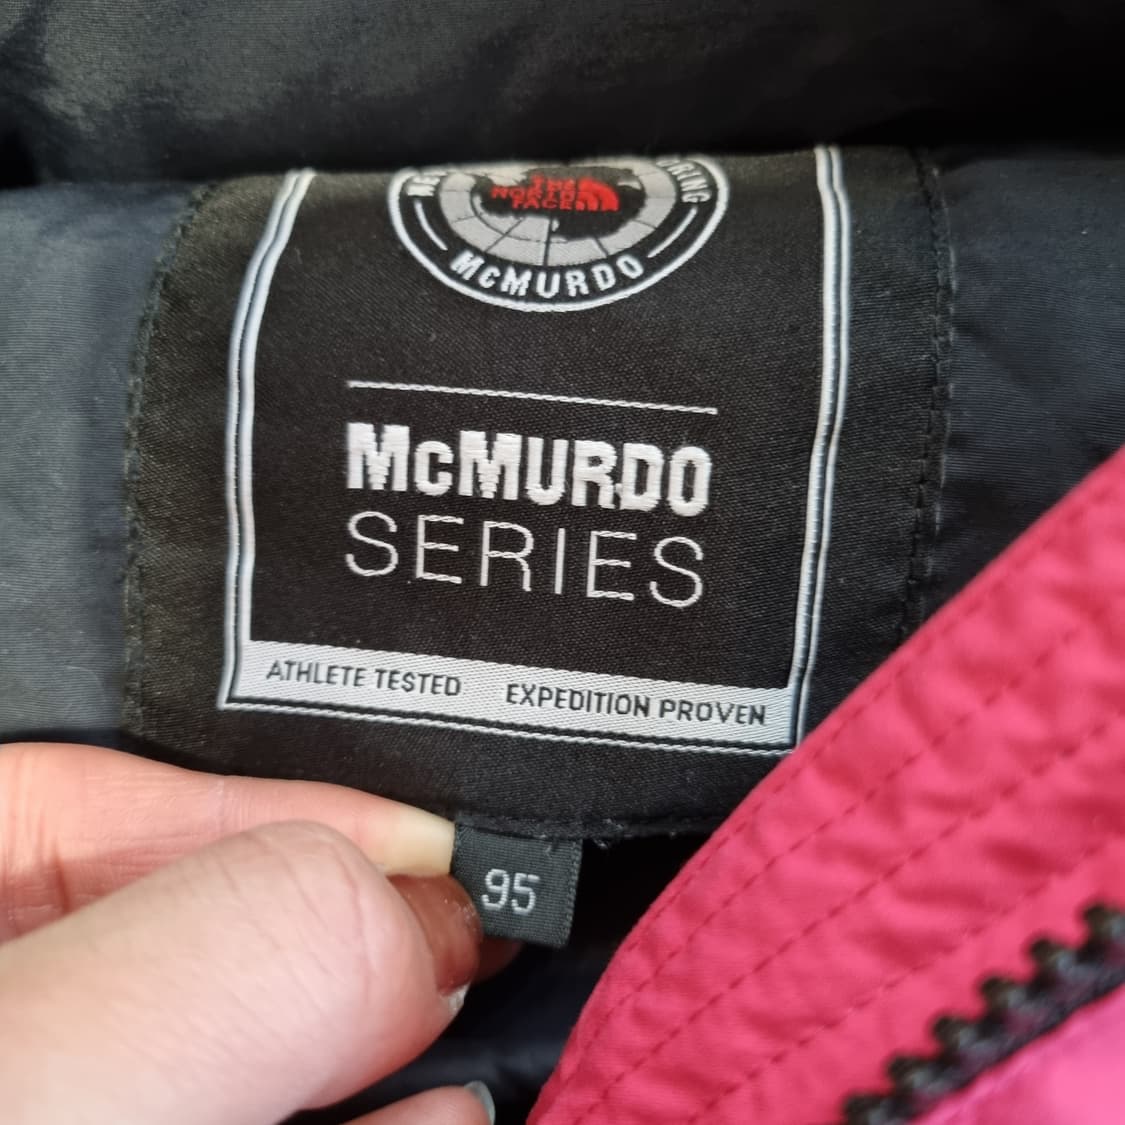 THE
NORTH
FACE
McMURDO
McMURDO
SERIES
ATHLETE TESTED EXPEDITION PROVEN
95